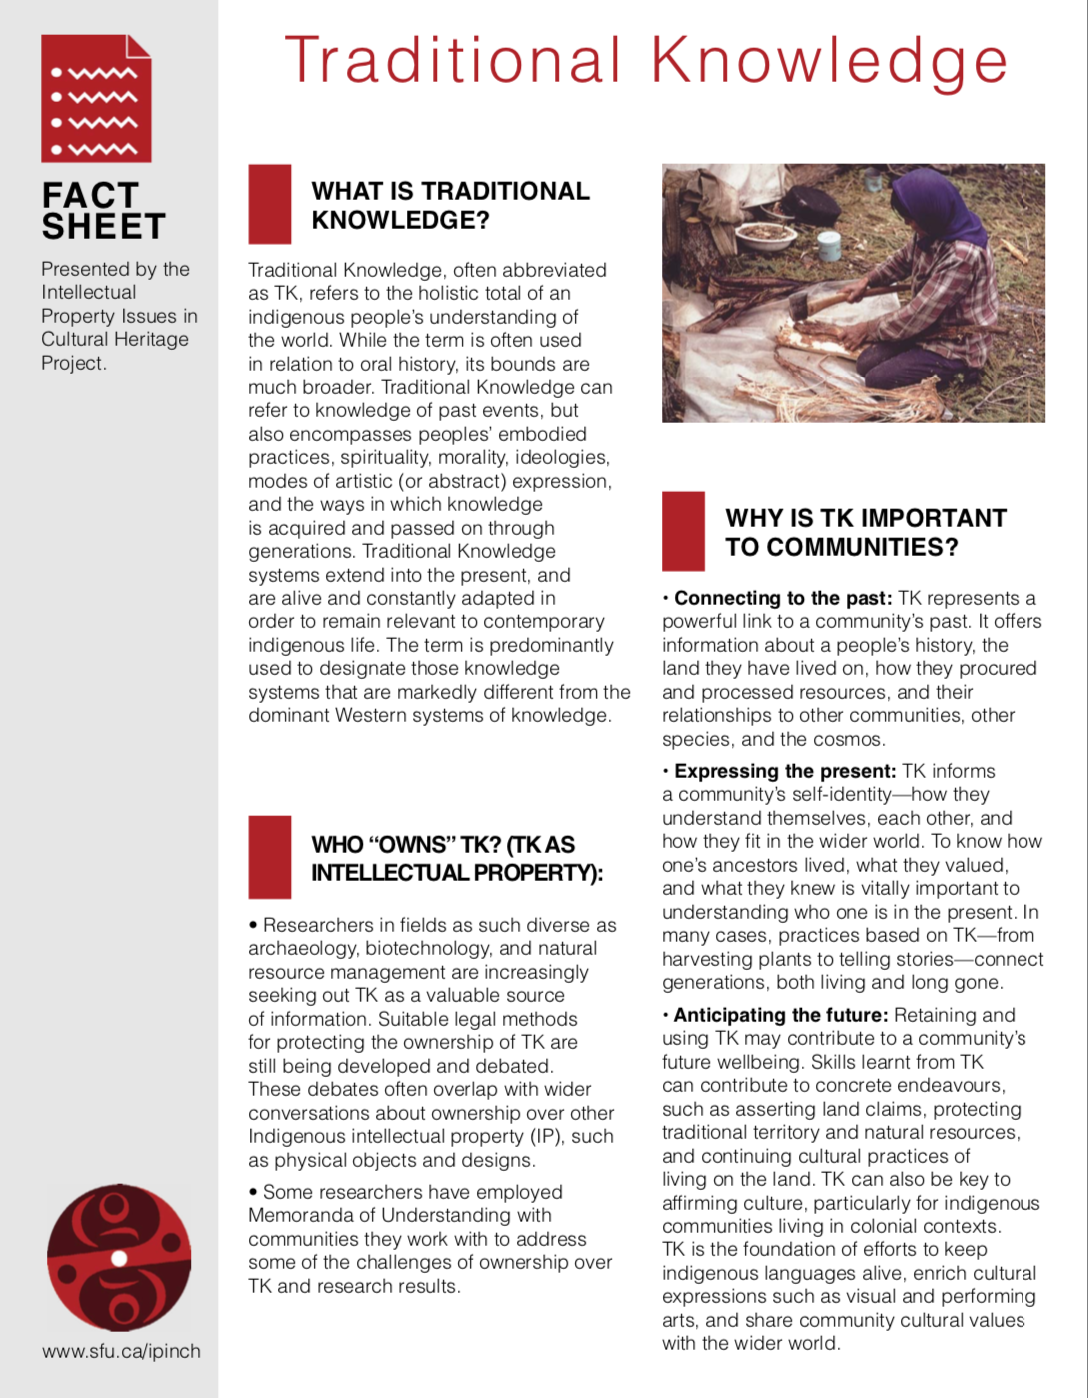 Traditional Knowledge
FACT
SHEET
Presented by the
Intellectual
Property Issues in
Cultural Heritage
Project.
www.sfu.ca/ipinch
WHAT IS TRADITIONAL
KNOWLEDGE?
Traditional Knowledge, often abbreviated
as TK, refers to the holistic total of an
indigenous people’s understanding of
the world. While the term is often used
in relation to oral history, its bounds are
much broader. Traditional Knowledge can
refer to knowledge of past events, but
also encompasses peoples’ embodied
practices, spirituality, morality, ideologies,
modes of artistic (or abstract) expression,
and the ways in which knowledge
is acquired and passed on through
generations. Traditional Knowledge
systems extend into the present, and
are alive and constantly adapted in
order to remain relevant to contemporary
indigenous life. The term is predominantly
used to designate those knowledge
systems that are markedly different from the
dominant Western systems of knowledge.
WHO “OWNS” TK? (TK AS
INTELLECTUAL PROPERTY):
• Researchers in fields as such diverse as
archaeology, biotechnology, and natural
resource management are increasingly
seeking out TK as a valuable source
of information. Suitable legal methods
for protecting the ownership of TK are
still being developed and debated.
These debates often overlap with wider
conversations about ownership over other
Indigenous intellectual property (IP), such
as physical objects and designs.
• Some researchers have employed
Memoranda of Understanding with
communities they work with to address
some of the challenges of ownership over
TK and research results.
WHY IS TK IMPORTANT
TO COMMUNITIES?
• Connecting to the past: TK represents a
powerful link to a community’s past. It offers
information about a people’s history, the
land they have lived on, how they procured
and processed resources, and their
relationships to other communities, other
species, and the cosmos.
• Expressing the present: TK informs
a community’s self-identity—how they
understand themselves, each other, and
how they fit in the wider world. To know how
one’s ancestors lived, what they valued,
and what they knew is vitally important to
understanding who one is in the present. In
many cases, practices based on TK—from
harvesting plants to telling stories—connect
generations, both living and long gone.
• Anticipating the future: Retaining and
using TK may contribute to a community’s
future wellbeing. Skills learnt from TK
can contribute to concrete endeavours,
such as asserting land claims, protecting
traditional territory and natural resources,
and continuing cultural practices of
living on the land. TK can also be key to
affirming culture, particularly for indigenous
communities living in colonial contexts.
TK is the foundation of efforts to keep
indigenous languages alive, enrich cultural
expressions such as visual and performing
arts, and share community cultural values
with the wider world.